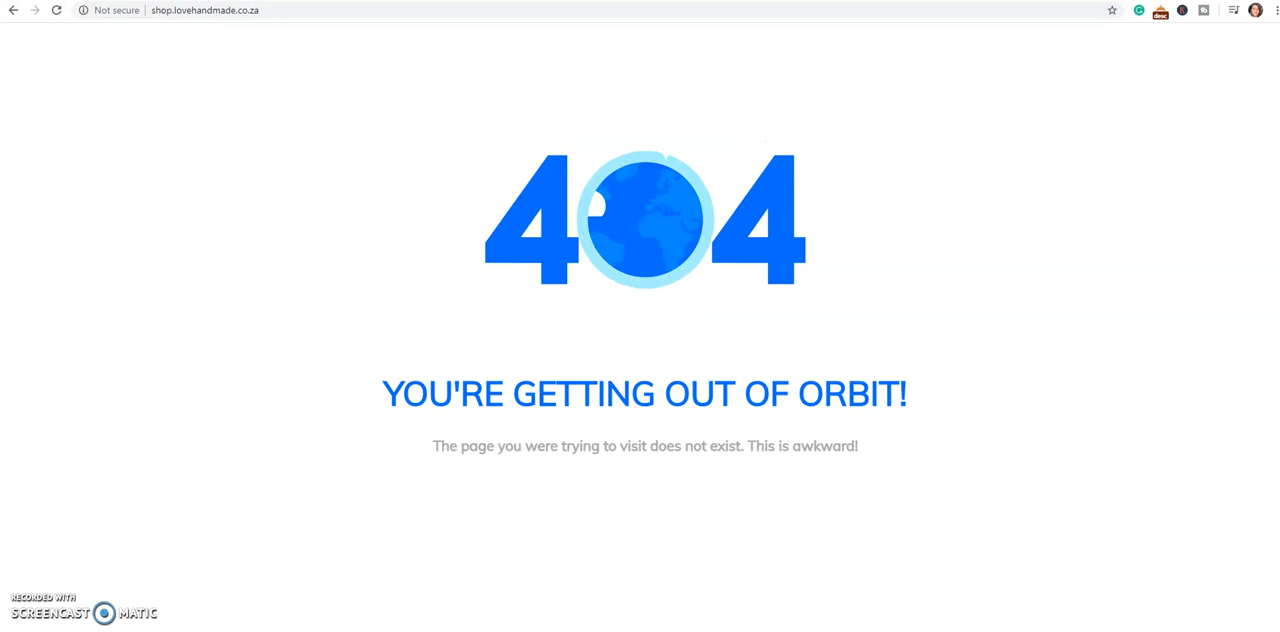 Not secure shop.lovehandmade.co.za
desc
404
YOU'RE GETTING OUT OF ORBIT!
The page you were trying to visit does not exist. This is awkward!
RECORDED WITH
SCREENCAST MATIC